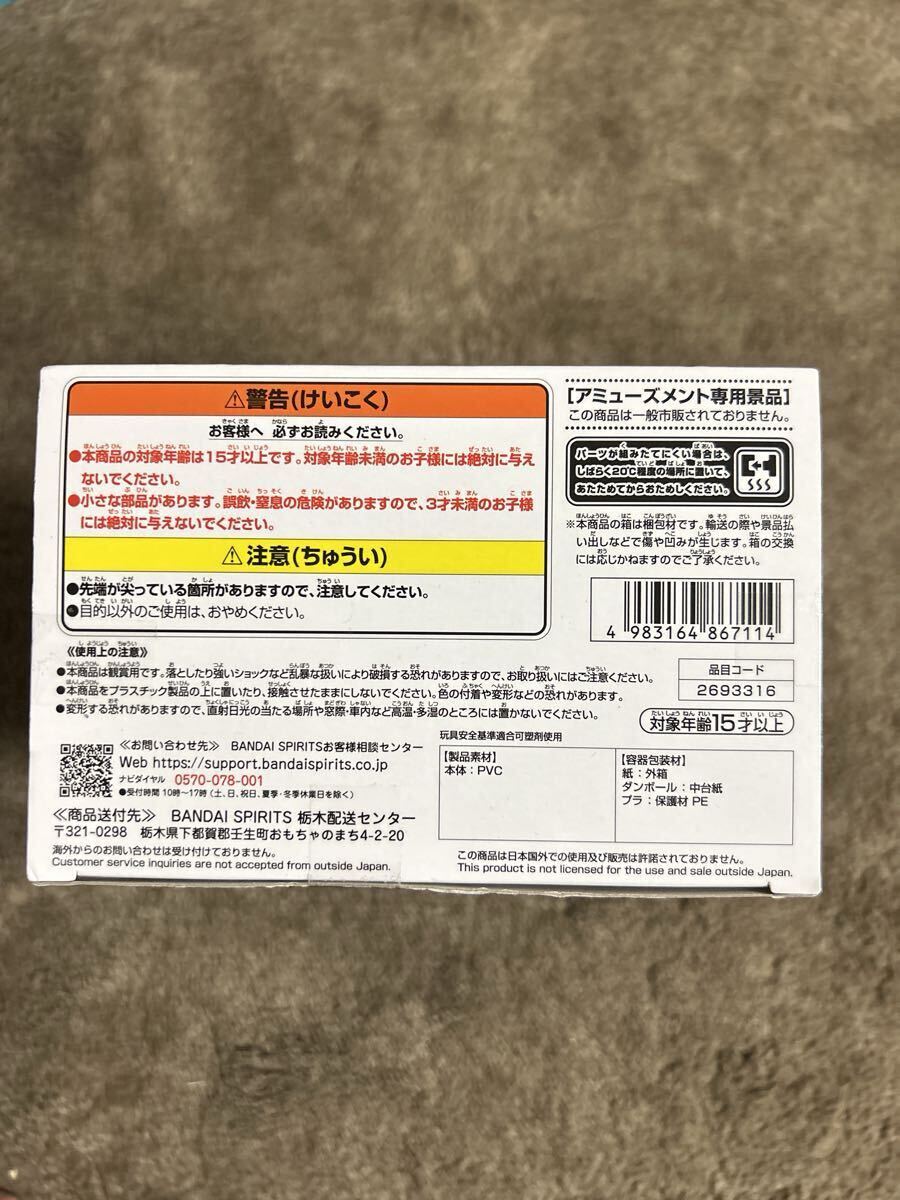 ⚠警告(けいこく)
お客様へ 必ずお読みください。
●本商品の対象年齢は15才以上です。対象年齢未満のお子様には絶対に与え
ないでください。
●小さな部品があります。誤飲・窒息の危険がありますので、3才未満のお子様
には絶対に与えないでください。
⚠注意(ちゅうい)
●先端が尖っている箇所がありますので、注意してください。
●目的以外のご使用は、おやめください。
[アミューズメント専用景品]
この商品は一般市販されておりません。
パーツが組みたてにくい場合は、
しばらく20℃程度の場所に置いて、
あたためてからおためしください。
※本商品の箱は梱包材です。輸送の際や景品払
い出しなどで傷や凹みが生じます。箱の交換
には応じかねますのでご了承ください。
4 983164 867114
品目コード
2693316
対象年齢15才以上
《使用上の注意》
●本商品は観賞用です。落としたり強いショックなど乱暴な扱いにより破損する恐れがありますので、お取り扱いにはご注意ください。
●本商品をプラスチック製品の上に置いたり、接触させたままにしないでください。色の付着や変形などの恐れがあります。
●変形する恐れがありますので、直射日光の当たる場所や窓際・車内など高温・多湿のところには置かないでください。
≪お問い合わせ先≫ BANDAI SPIRITSお客様相談センター
Web https://support.bandaispirits.co.jp
ナビダイヤル 0570-078-001
●受付時間 10時～17時(土、日、祝日、夏季・冬季休業日を除く)
≪商品送付先≫ BANDAI SPIRITS 栃木配送センター
〒321-0298 栃木県下都賀郡壬生町おもちゃのまち4-2-20
海外からのお問い合わせは受け付けておりません。
Customer service inquiries are not accepted from outside Japan.
玩具安全基準適合可塑剤使用
【製品素材】
本体：PVC
【容器包装材】
紙：外箱
ダンボール：中台紙
プラ：保護材 PE
この商品は日本国外での使用及び販売は許諾されておりません。
This product is not licensed for the use and sale outside Japan.